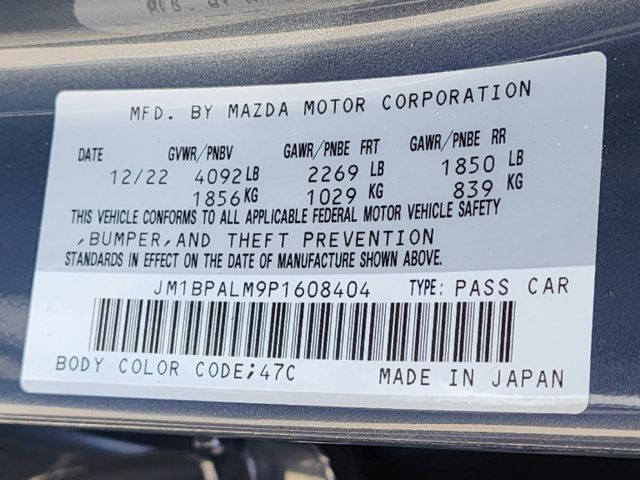 MFD. BY MAZDA MOTOR CORPORATION
DATE GVWR/PNBV GAWR/PNBE FRT GAWR/PNBE RR
12/22 4092LB 2269 LB 1850 LB
1856KG 1029 KG 839 KG
THIS VEHICLE CONFORMS TO ALL APPLICABLE FEDERAL MOTOR VEHICLE SAFETY
,BUMPER,AND THEFT PREVENTION
STANDARDS IN EFFECT ON THE DATE OF MANUFACTURE SHOWN ABOVE.
JM1BPALM9P1608404 TYPE: PASS CAR
BODY COLOR CODE;47C MADE IN JAPAN